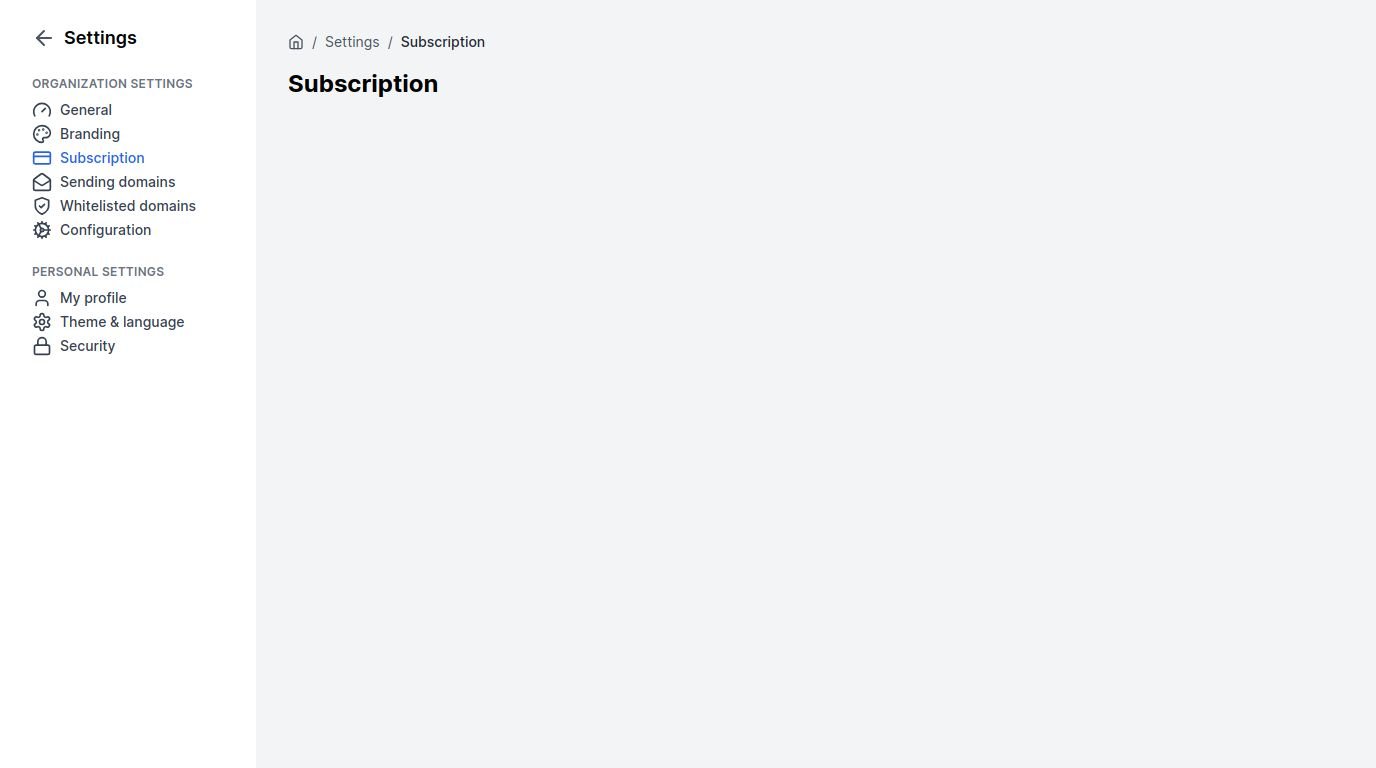 Settings
ORGANIZATION SETTINGS
General
Branding
Subscription
Sending domains
Whitelisted domains
Configuration
PERSONAL SETTINGS
My profile
Theme & language
Security
/ Settings / Subscription
Subscription